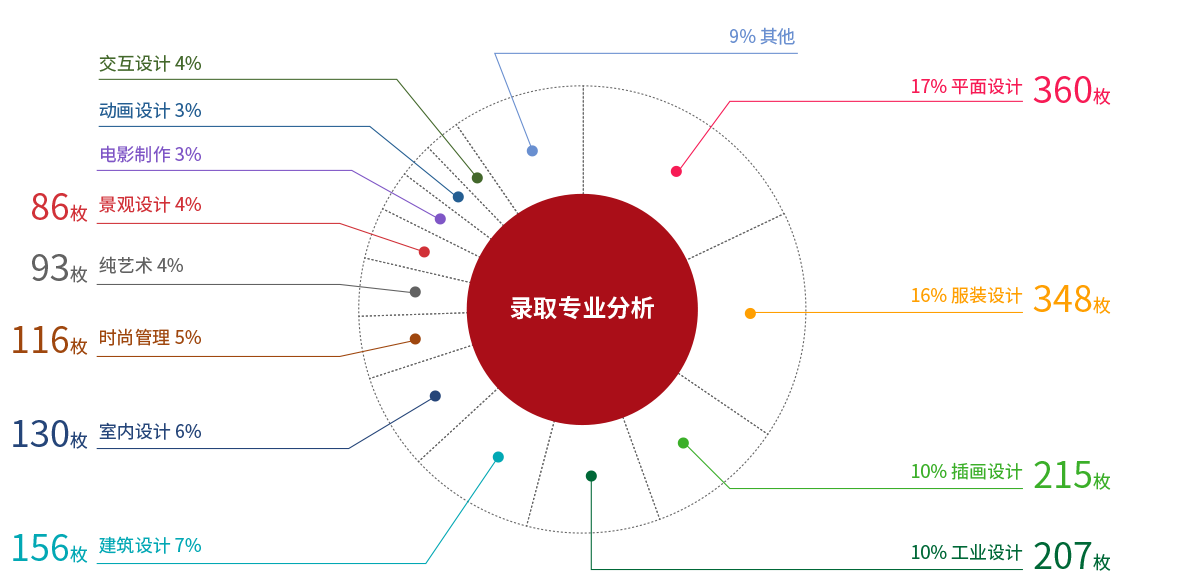 9% 其他
交互设计 4%
17% 平面设计 360枚
动画设计 3%
电影制作 3%
86枚 景观设计 4%
93枚 纯艺术 4%
16% 服装设计 348枚
录取专业分析
116枚 时尚管理 5%
130枚 室内设计 6%
10% 插画设计 215枚
156枚 建筑设计 7%
10% 工业设计 207枚